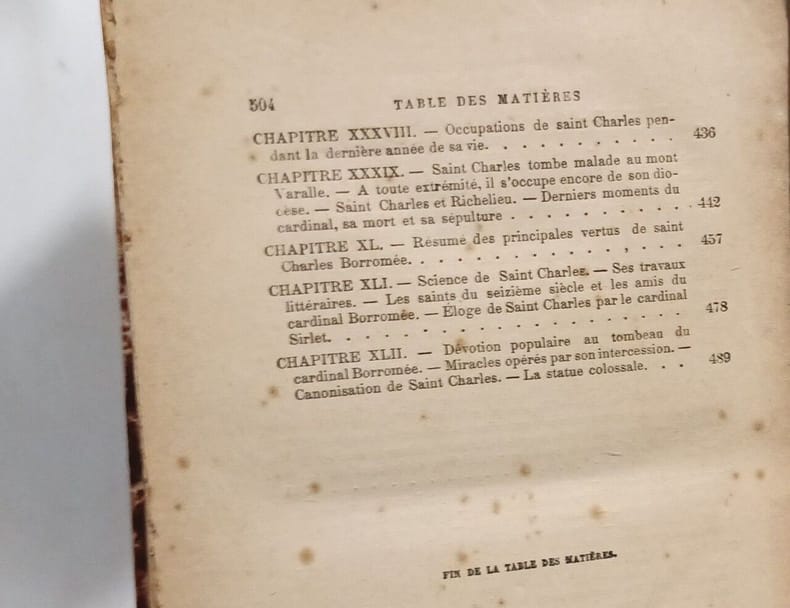 504 TABLE DES MATIÈRES
CHAPITRE XXXVIII. — Occupations de saint Charles pen-
dant la dernière année de sa vie. . . . . . . . . . . 436
CHAPITRE XXXIX. — Saint Charles tombe malade au mont
Varalle. — A toute extrémité, il s'occupe encore de son dio-
cèse. — Saint Charles et Richelieu. — Derniers moments du
cardinal, sa mort et sa sépulture . . . . . . . . . . . 442
CHAPITRE XL. — Résumé des principales vertus de saint
Charles Borromée. . . . . . . . . . . . , . . . 457
CHAPITRE XLI. — Science de Saint Charles. — Ses travaux
littéraires. — Les saints du seizième siècle et les amis du
cardinal Borromée. — Éloge de Saint Charles par le cardinal
Sirlet. . . . . . . . . . . . . . . . . . . . 478
CHAPITRE XLII. — Dévotion populaire au tombeau du
cardinal Borromée. — Miracles opérés par son intercession. —
Canonisation de Saint Charles. — La statue colossale. . . 489
FIN DE LA TABLE DES MATIÈRES.